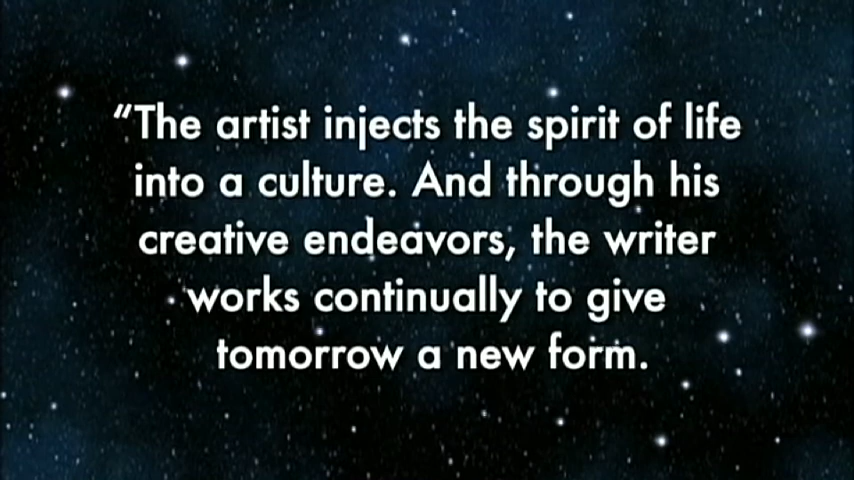 “The artist injects the spirit of life
into a culture. And through his
creative endeavors, the writer
works continually to give
tomorrow a new form.